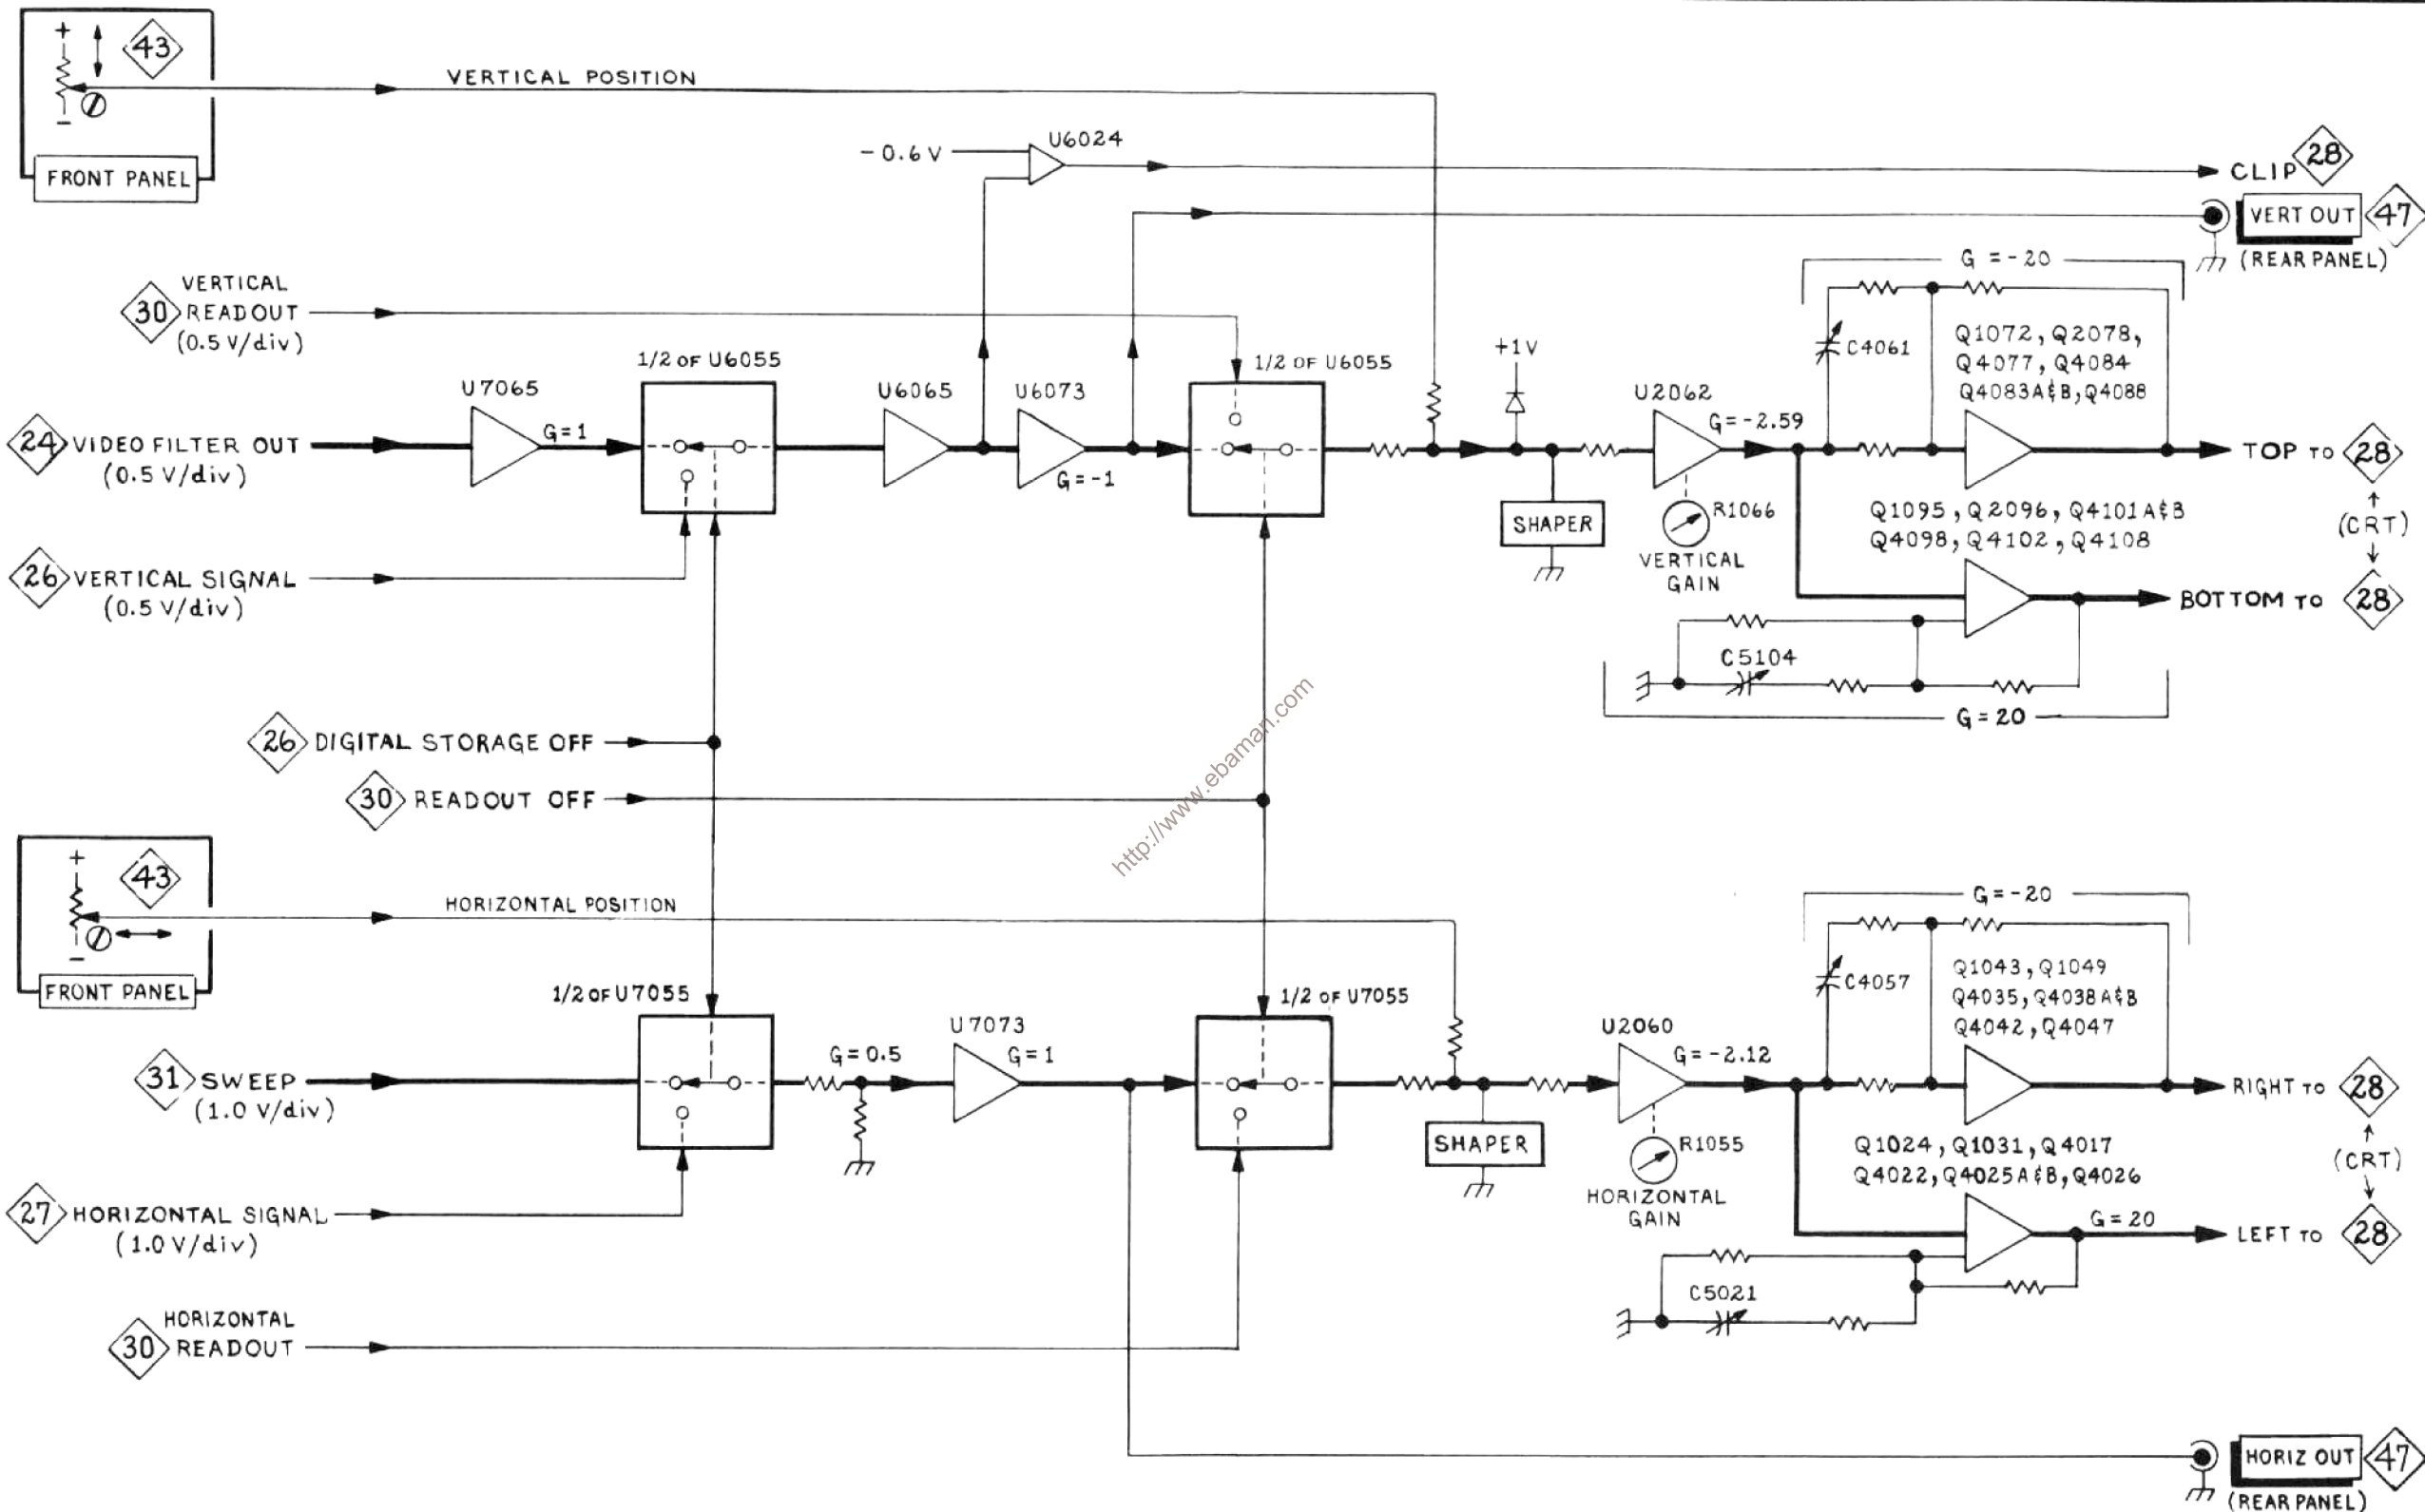 +
43
−
FRONT PANEL
VERTICAL POSITION
-0.6 V
U6024
CLIP 28
VERT OUT 47
(REAR PANEL)
30 VERTICAL
READOUT
(0.5 V/div)
24 VIDEO FILTER OUT
(0.5 V/div)
U7065
G=1
1/2 OF U6055
U6065
U6073
G=-1
1/2 OF U6055
+1V
SHAPER
U2062
G=-2.59
R1066
VERTICAL
GAIN
G = -20
C4061
Q1072, Q2078,
Q4077, Q4084
Q4083A&B, Q4088
TOP TO 28
(CRT)
Q1095, Q2096, Q4101A&B
Q4098, Q4102, Q4108
BOTTOM TO 28
C5104
G = 20
26 VERTICAL SIGNAL
(0.5 V/div)
26 DIGITAL STORAGE OFF
30 READOUT OFF
http://www.ebaman.com
+
43
−
FRONT PANEL
HORIZONTAL POSITION
1/2 OF U7055
31 SWEEP
(1.0 V/div)
G=0.5
U7073
G=1
1/2 OF U7055
SHAPER
U2060
G=-2.12
R1055
HORIZONTAL
GAIN
G=-20
C4057
Q1043, Q1049
Q4035, Q4038A&B
Q4042, Q4047
RIGHT TO 28
(CRT)
Q1024, Q1031, Q4017
Q4022, Q4025A&B, Q4026
G=20
LEFT TO 28
C5021
27 HORIZONTAL SIGNAL
(1.0 V/div)
30 HORIZONTAL
READOUT
HORIZ OUT 47
(REAR PANEL)